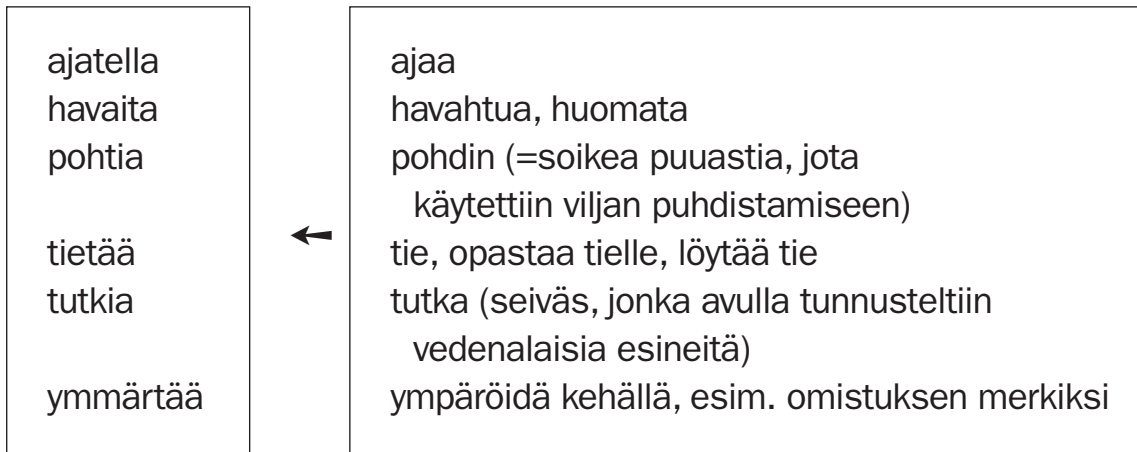 ajatella ajaa
havaita havahtua, huomata
pohtia pohdin (=soikea puuastia, jota
käytettiin viljan puhdistamiseen)
tietää tie, opastaa tielle, löytää tie
tutkia tutka (seiväs, jonka avulla tunnusteltiin
vedenalaisia esineitä)
ymmärtää ympäröidä kehällä, esim. omistuksen merkiksi